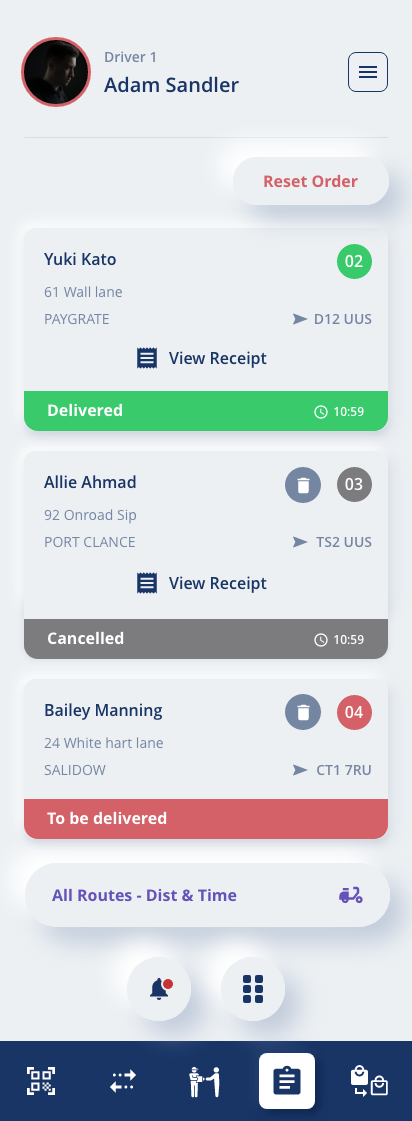 Driver 1
Adam Sandler
Reset Order
Yuki Kato
02
61 Wall lane
PAYGRATE
D12 UUS
View Receipt
Delivered
10:59
Allie Ahmad
03
92 Onroad Sip
PORT CLANCE
TS2 UUS
View Receipt
Cancelled
10:59
Bailey Manning
04
24 White hart lane
SALIDOW
CT1 7RU
To be delivered
All Routes - Dist & Time